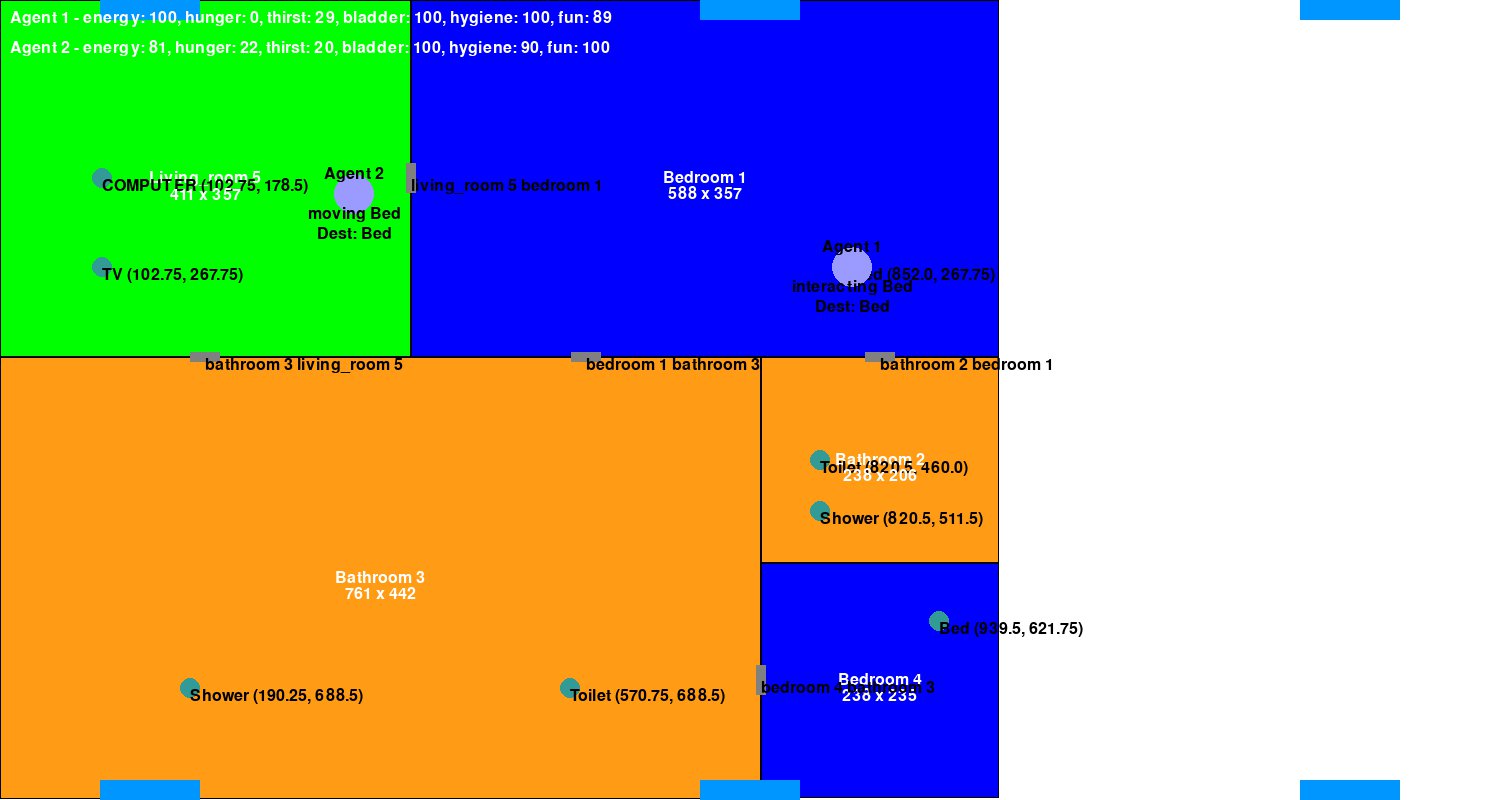 Agent 1 - energy: 100, hunger: 0, thirst: 29, bladder: 100, hygiene: 100, fun: 89
Agent 2 - energy: 81, hunger: 22, thirst: 20, bladder: 100, hygiene: 90, fun: 100
Agent 2
Living_room 5
COMPUTER (102.75, 178.5)
411 x 357
living_room 5 bedroom 1
Bedroom 1
588 x 357
moving Bed
Dest: Bed
TV (102.75, 267.75)
Agent 1
(852.0, 267.75)
interacting Bed
Dest: Bed
bathroom 3 living_room 5
bedroom 1 bathroom 3
bathroom 2 bedroom 1
Bathroom 2
Toilet (820.5, 460.0)
238 x 206
Shower (820.5, 511.5)
Bathroom 3
761 x 442
Bed (939.5, 621.75)
Bedroom 4
bedroom 4 bathroom 3
238 x 235
Shower (190.25, 688.5)
Toilet (570.75, 688.5)